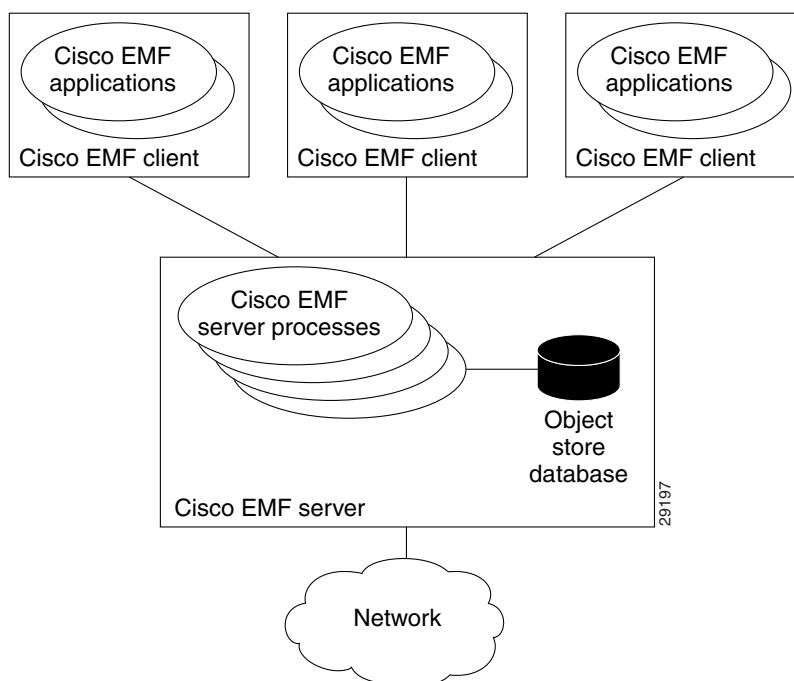 Cisco EMF
applications
Cisco EMF client
Cisco EMF
applications
Cisco EMF client
Cisco EMF
applications
Cisco EMF client
Cisco EMF
server processes
Object
store
database
Cisco EMF server
29197
Network